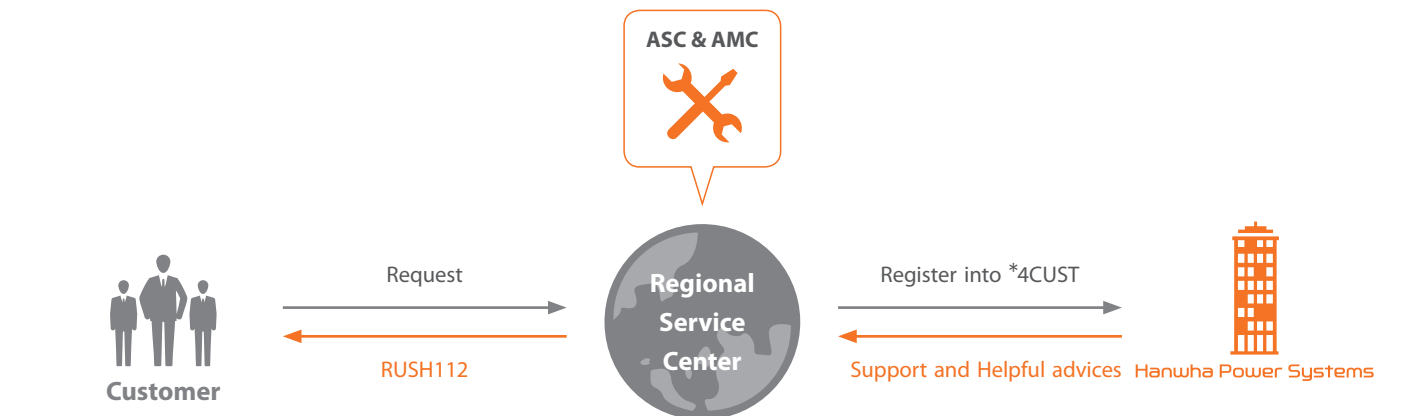 ASC & AMC
Request
Regional
Service
Center
Register into *4CUST
RUSH112
Support and Helpful advices
Hanwha Power Systems
Customer